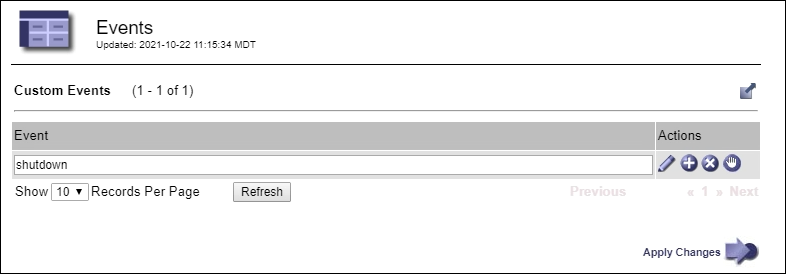 Events
Updated: 2021-10-22 11:15:34 MDT
Custom Events (1 - 1 of 1)
Event Actions
shutdown
Show 10 Records Per Page Refresh Previous « 1 » Next
Apply Changes